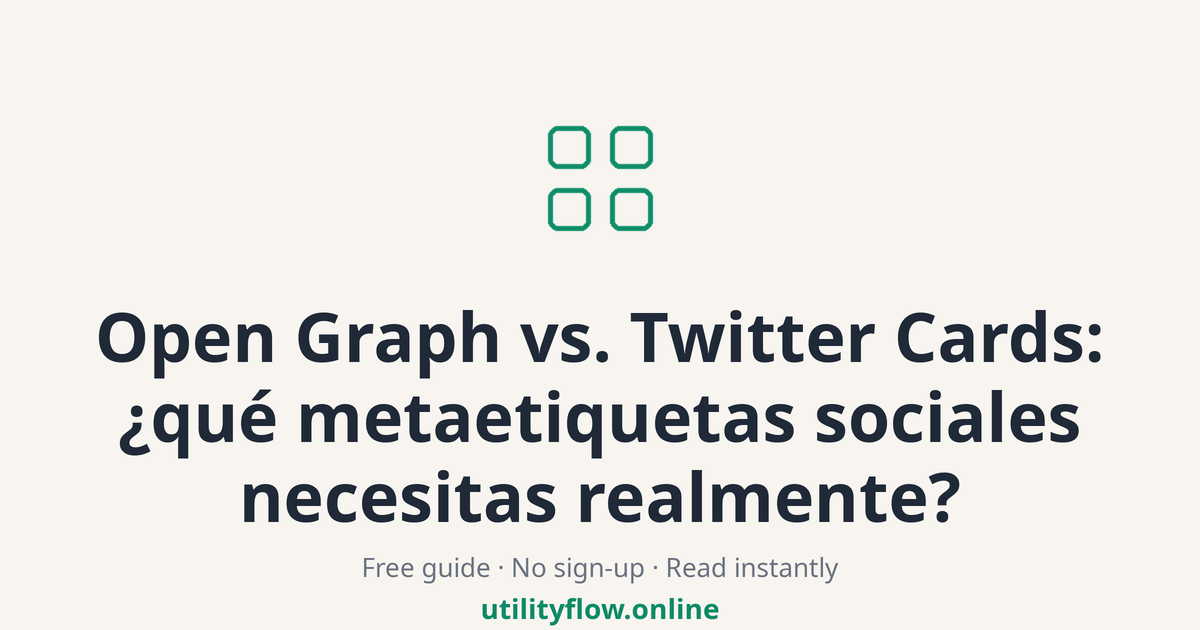 Open Graph vs. Twitter Cards:
¿qué metaetiquetas sociales
necesitas realmente?
Free guide · No sign-up · Read instantly
utilityflow.online